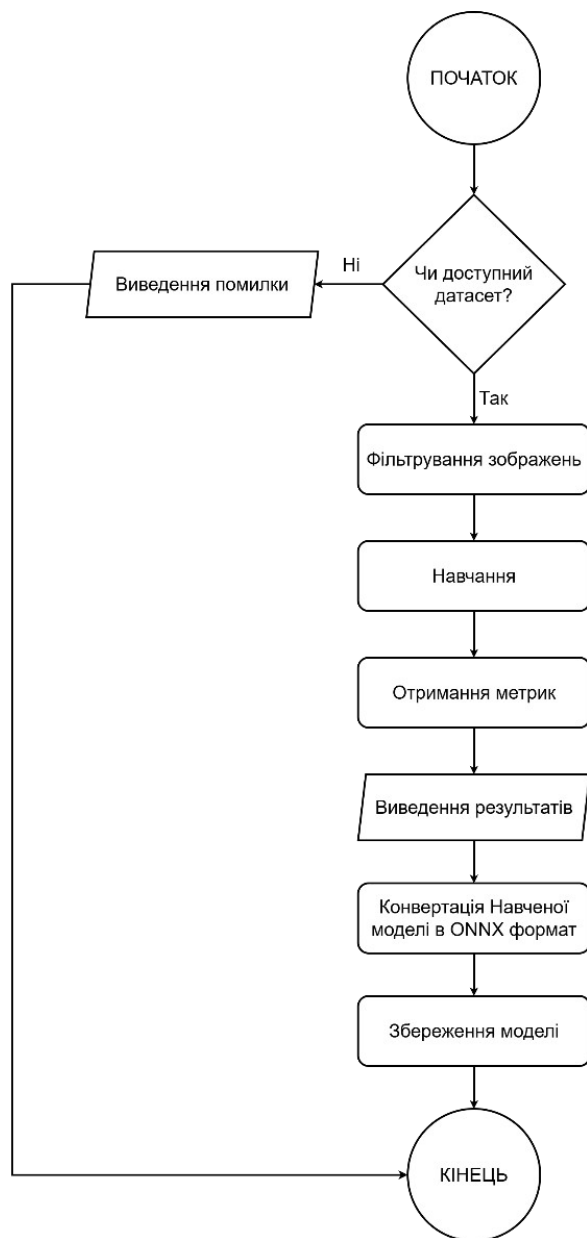 ПОЧАТОК
Чи доступний
датасет?
Ні
Виведення помилки
Так
Фільтрування зображень
Навчання
Отримання метрик
Виведення результатів
Конвертація Навченої
моделі в ONNX формат
Збереження моделі
КІНЕЦЬ